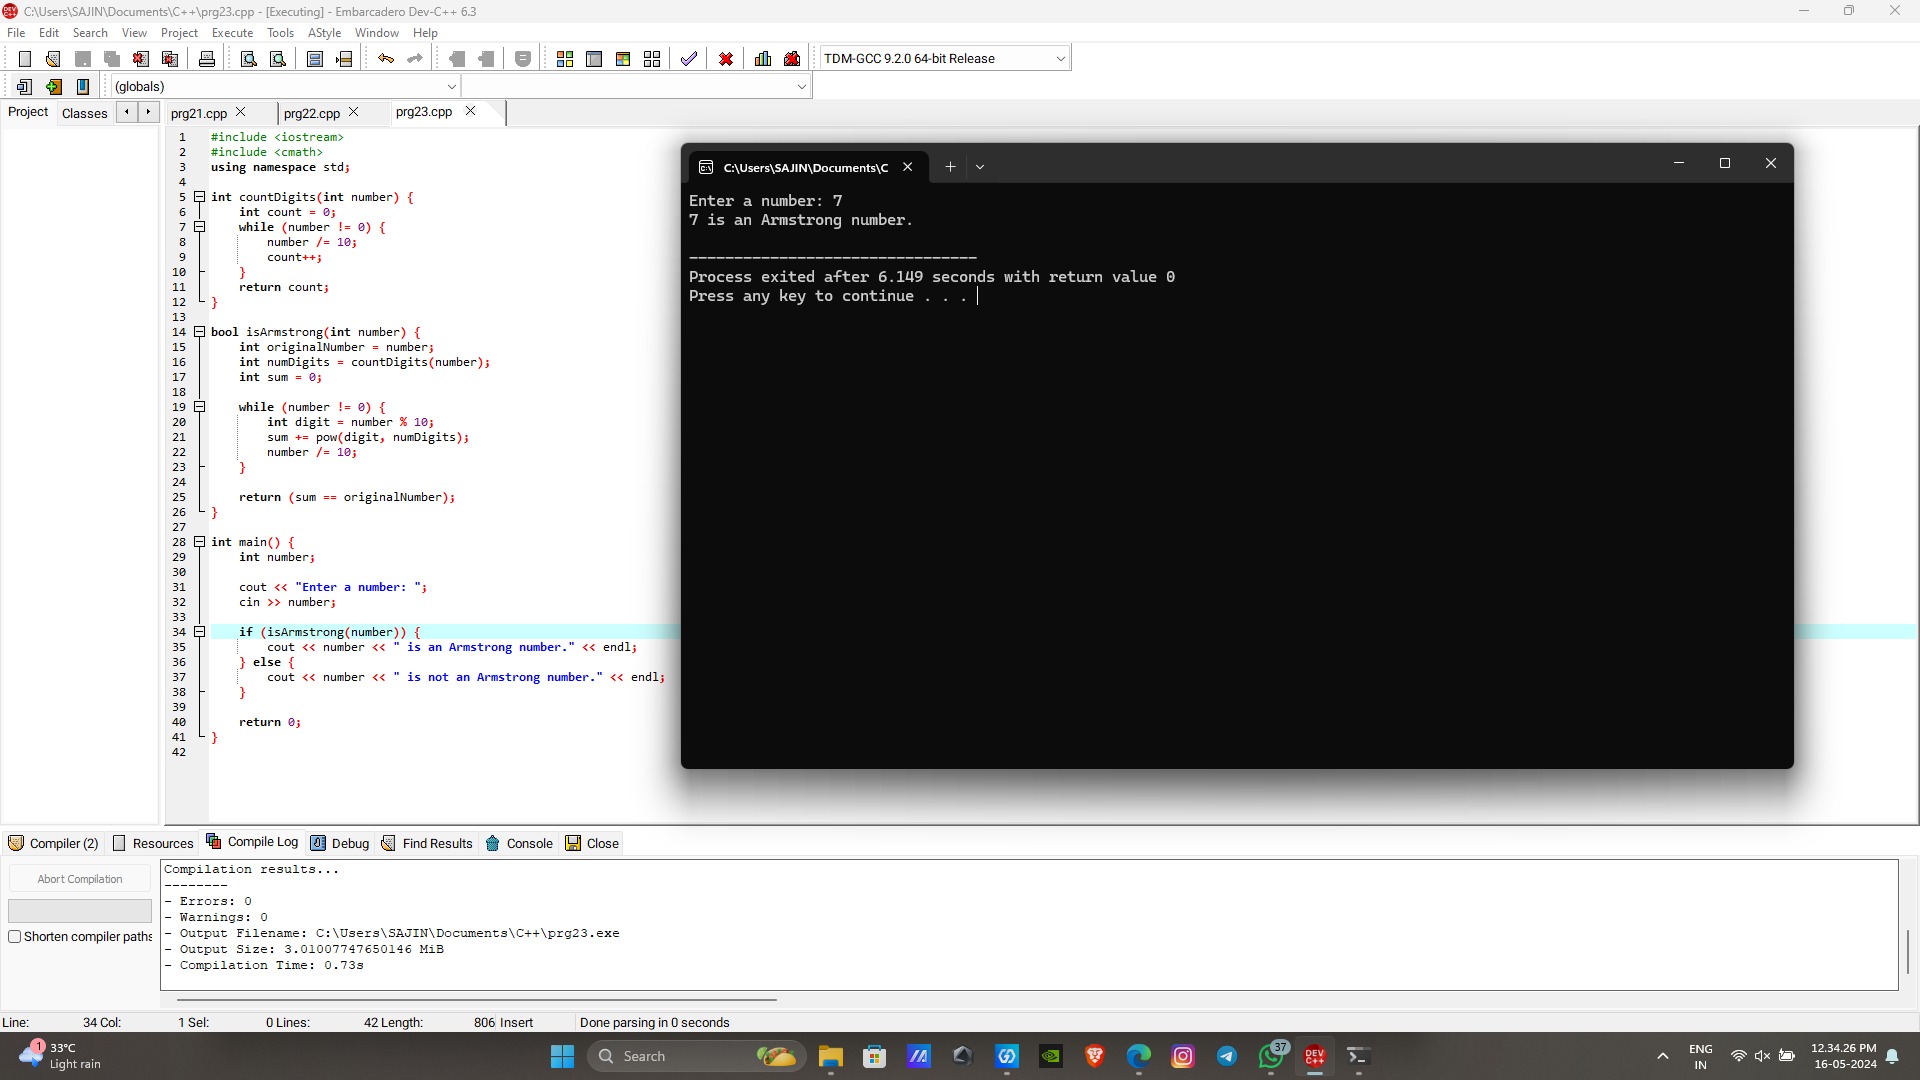 C:\Users\SAJIN\Documents\C++\prg23.cpp - [Executing] - Embarcadero Dev-C++ 6.3
File Edit Search View Project Execute Tools AStyle Window Help
TDM-GCC 9.2.0 64-bit Release
(globals)
Project Classes prg21.cpp prg22.cpp prg23.cpp
1 #include <iostream>
2 #include <cmath>
3 using namespace std;
4
5 int countDigits(int number) {
6     int count = 0;
7     while (number != 0) {
8         number /= 10;
9         count++;
10     }
11     return count;
12 }
13
14 bool isArmstrong(int number) {
15     int originalNumber = number;
16     int numDigits = countDigits(number);
17     int sum = 0;
18
19     while (number != 0) {
20         int digit = number % 10;
21         sum += pow(digit, numDigits);
22         number /= 10;
23     }
24
25     return (sum == originalNumber);
26 }
27
28 int main() {
29     int number;
30
31     cout << "Enter a number: ";
32     cin >> number;
33
34     if (isArmstrong(number)) {
35         cout << number << " is an Armstrong number." << endl;
36     } else {
37         cout << number << " is not an Armstrong number." << endl;
38     }
39
40     return 0;
41 }
42
C:\Users\SAJIN\Documents\C
Enter a number: 7
7 is an Armstrong number.
--------------------------------
Process exited after 6.149 seconds with return value 0
Press any key to continue . . .
Compiler (2) Resources Compile Log Debug Find Results Console Close
Abort Compilation
Shorten compiler paths
Compilation results...
--------
- Errors: 0
- Warnings: 0
- Output Filename: C:\Users\SAJIN\Documents\C++\prg23.exe
- Output Size: 3.01007747650146 MiB
- Compilation Time: 0.73s
Line: 34 Col: 1 Sel: 0 Lines: 42 Length: 806 Insert Done parsing in 0 seconds
1
33°C
Light rain
Search
37
DEV C++
ENG
IN
12.34.26 PM
16-05-2024